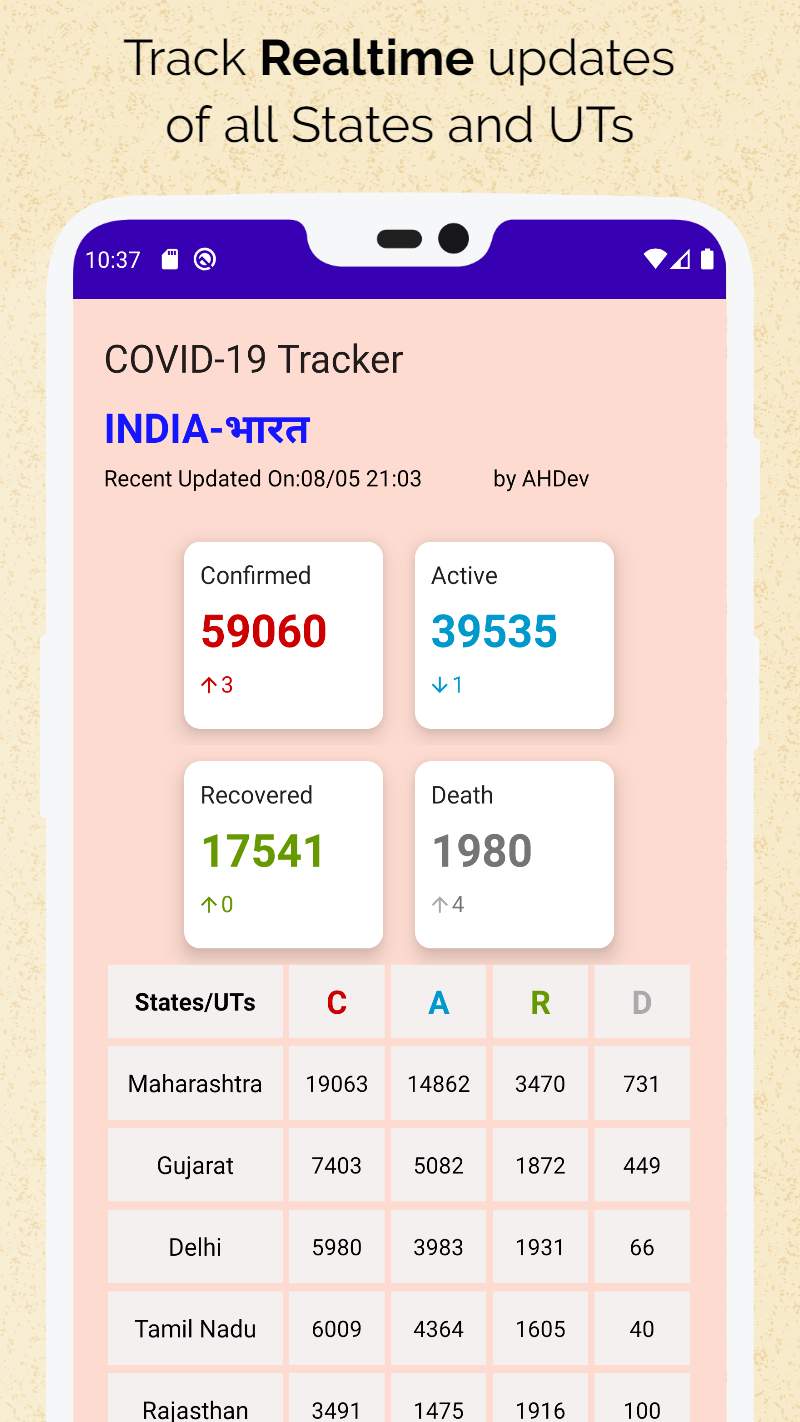 Track Realtime updates
of all States and UTs
10:37
COVID-19 Tracker
INDIA-भारत
Recent Updated On:08/05 21:03 by AHDev
Confirmed Active
59060 39535
↑3 ↓1
Recovered Death
17541 1980
↑0 ↑4
States/UTs C A R D
Maharashtra 19063 14862 3470 731
Gujarat 7403 5082 1872 449
Delhi 5980 3983 1931 66
Tamil Nadu 6009 4364 1605 40
Rajasthan 3491 1475 1916 100